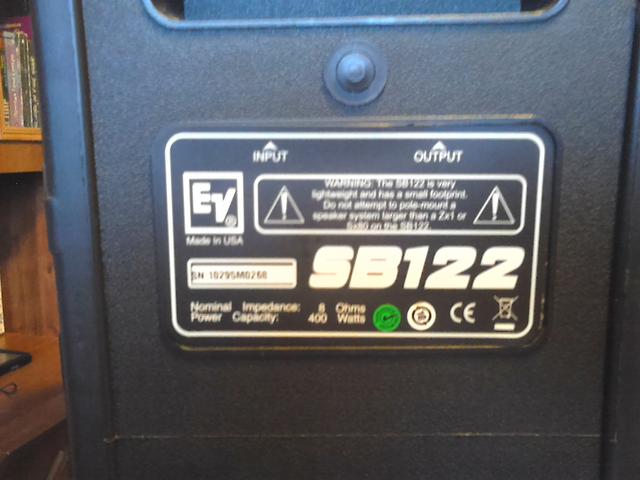 INPUT
OUTPUT
EV®
WARNING: The SB122 is very
lightweight and has a small footprint.
Do not attempt to pole-mount a
speaker system larger than a Zx1 or
Sx80 on the SB122.
Made in USA
SN 10295M0268
SB122
Nominal Impedance: 8 Ohms
Power Capacity: 400 Watts
CE